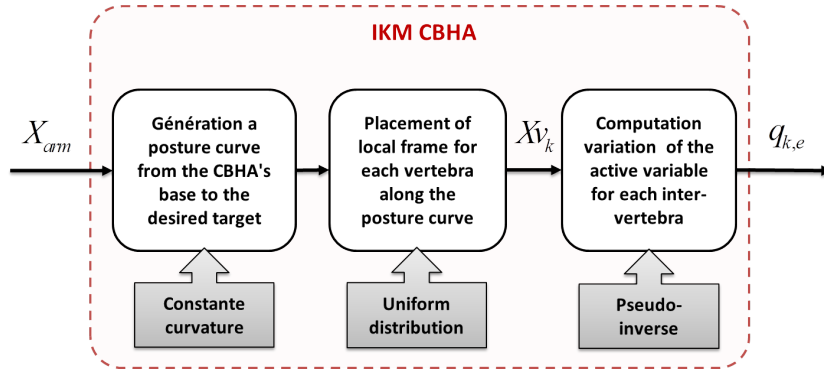 IKM CBHA
X_arm
Génération a
posture curve
from the CBHA's
base to the
desired target
Placement of
local frame for
each vertebra
along the
posture curve
Xv_k
Computation
variation of the
active variable
for each inter-
vertebra
q_k,e
Constante
curvature
Uniform
distribution
Pseudo-
inverse